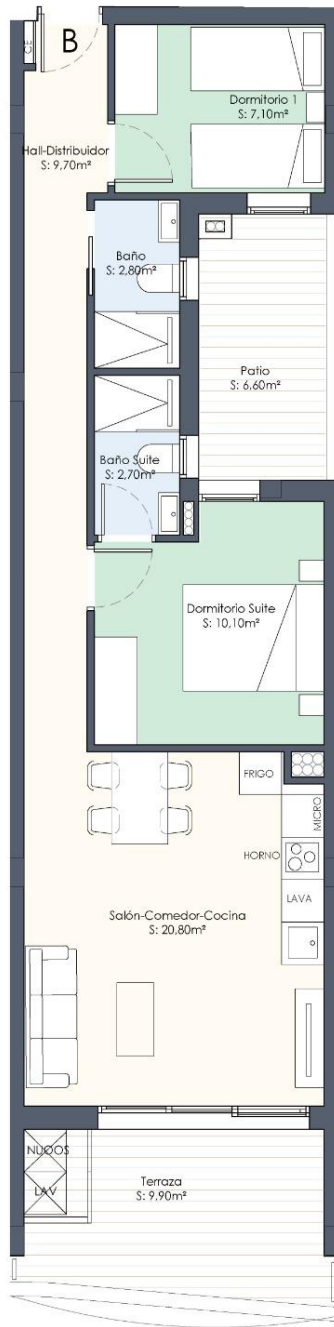 CE
B
Dormitorio 1
S: 7,10m²
Hall-Distribuidor
S: 9,70m²
Baño
S: 2,80m²
Patio
S: 6,60m²
Baño Suite
S: 2,70m²
Dormitorio Suite
S: 10,10m²
FRIGO
MICRO
HORNO
LAVA
Salón-Comedor-Cocina
S: 20,80m²
LAV
Terraza
S: 9,90m²